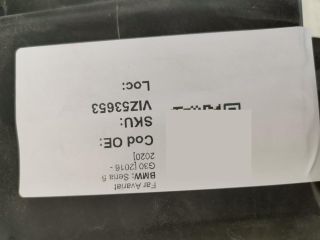 Far Avariat
BMW: Seria 5
G30 [2016 -
2020]
Cod OE:
SKU:
VIZ53653
Loc: